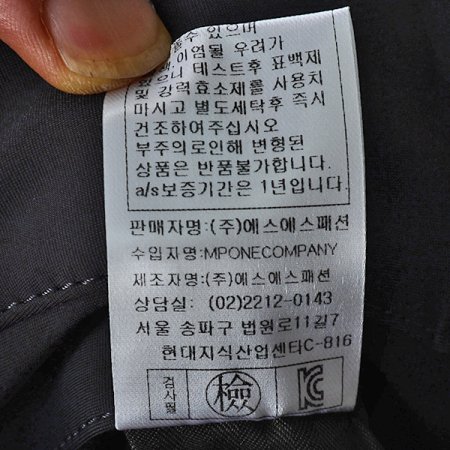 이염될 우려가
있으니 테스트후 표백제
및 강력효소제를 사용치
마시고 별도세탁후 즉시
건조하여주십시오
부주의로인해 변형된
상품은 반품불가합니다.
a/s보증기간은 1년입니다.
판매자명:(주)에스에스패션
수입자명:MPONECOMPANY
제조자명:(주)에스에스패션
상담실: (02)2212-0143
서울 송파구 법원로11길7
현대지식산업센타C-816
검사필 檢 KC